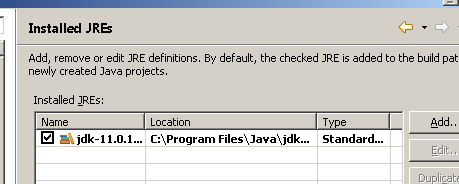 Installed JREs
Add, remove or edit JRE definitions. By default, the checked JRE is added to the build pat
newly created Java projects.
Installed JREs:
Name Location Type
jdk-11.0.1... C:\Program Files\Java\jdk... Standard...
Add..
Edit..
Duplicate